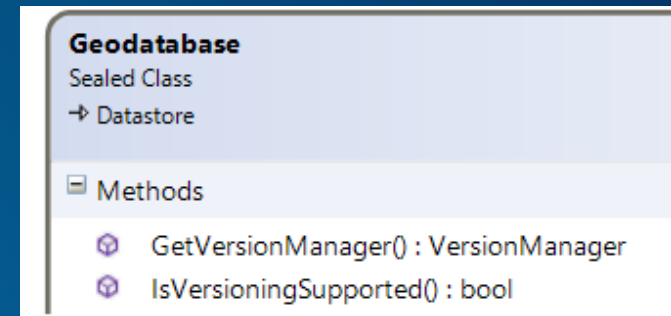 Geodatabase
Sealed Class
Datastore
Methods
GetVersionManager() : VersionManager
IsVersioningSupported() : bool